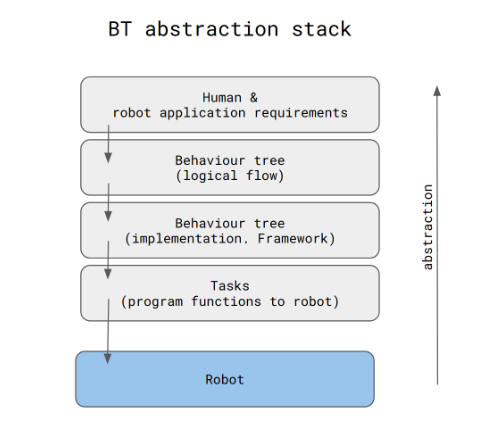 BT abstraction stack
Human &
robot application requirements
Behaviour tree
(logical flow)
Behaviour tree
(implementation. Framework)
Tasks
(program functions to robot)
Robot
abstraction